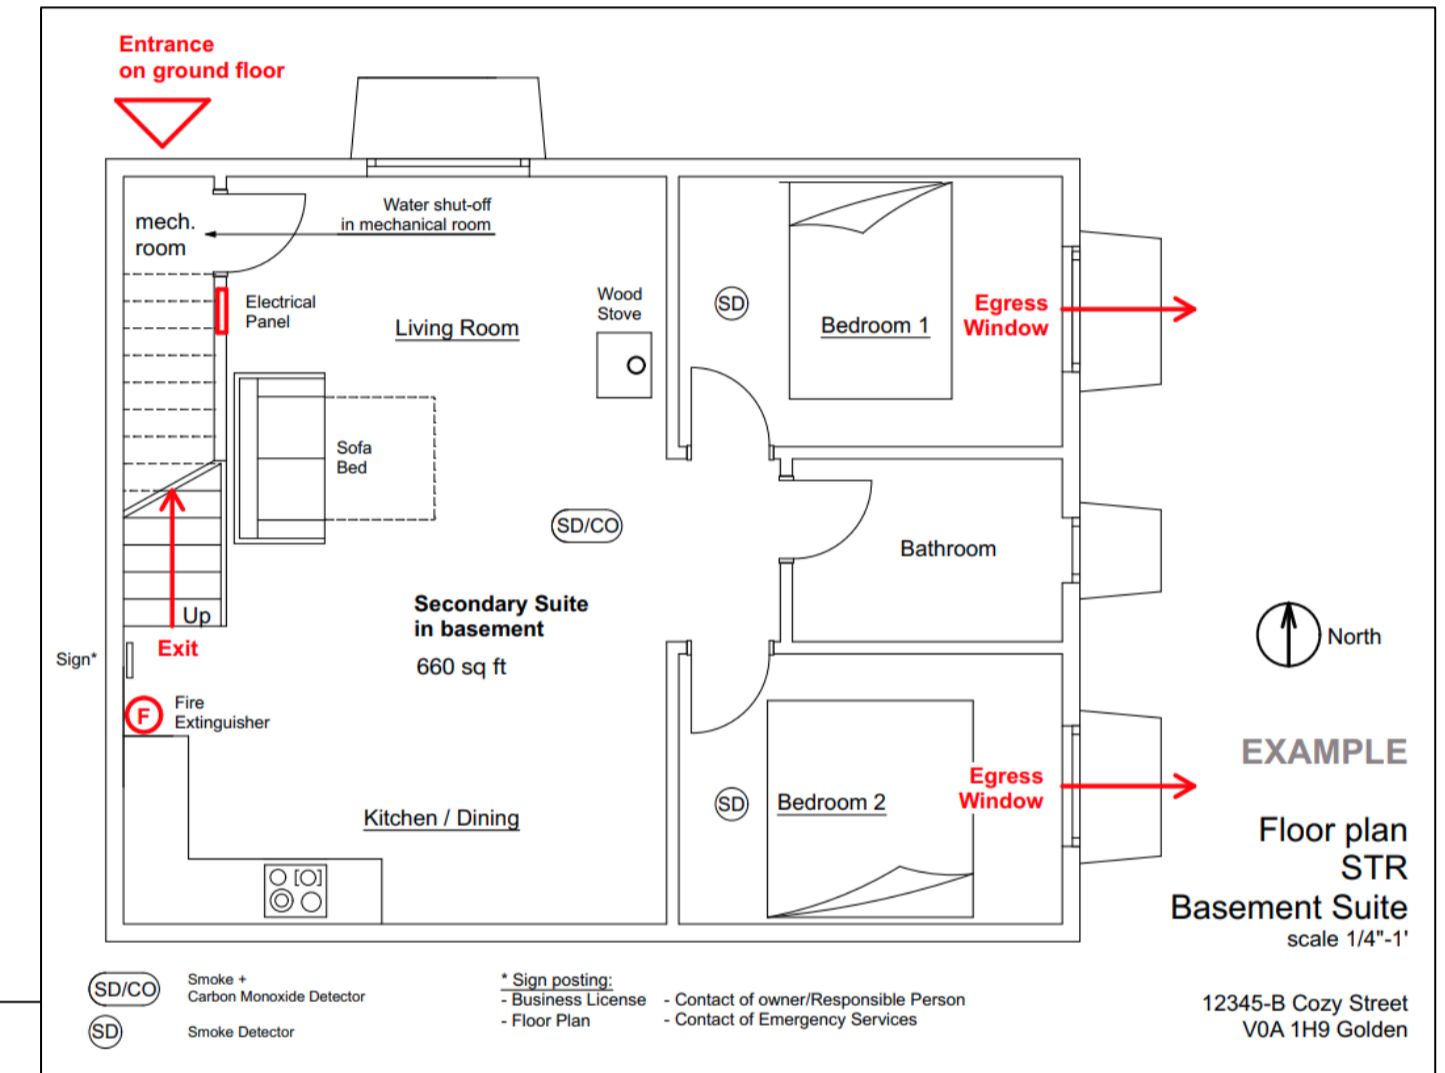 Entrance
on ground floor
Water shut-off
in mechanical room
mech.
room
Electrical
Panel
Living Room
Wood
Stove
SD
Bedroom 1
Egress
Window
Sofa
Bed
SD/CO
Bathroom
Secondary Suite
in basement
660 sq ft
Up
Exit
Sign*
F
Fire
Extinguisher
North
EXAMPLE
Kitchen / Dining
SD
Bedroom 2
Egress
Window
Floor plan
STR
Basement Suite
scale 1/4"-1'
SD/CO
Smoke +
Carbon Monoxide Detector
SD
Smoke Detector
* Sign posting:
- Business License
- Floor Plan
- Contact of owner/Responsible Person
- Contact of Emergency Services
12345-B Cozy Street
V0A 1H9 Golden